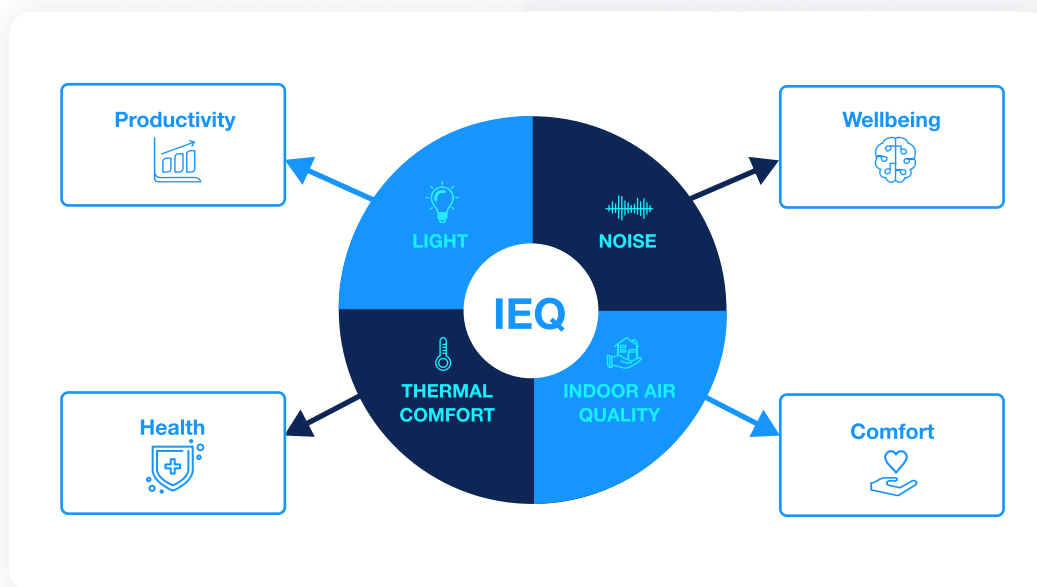 Productivity
Wellbeing
LIGHT
NOISE
IEQ
THERMAL
COMFORT
INDOOR AIR
QUALITY
Health
Comfort